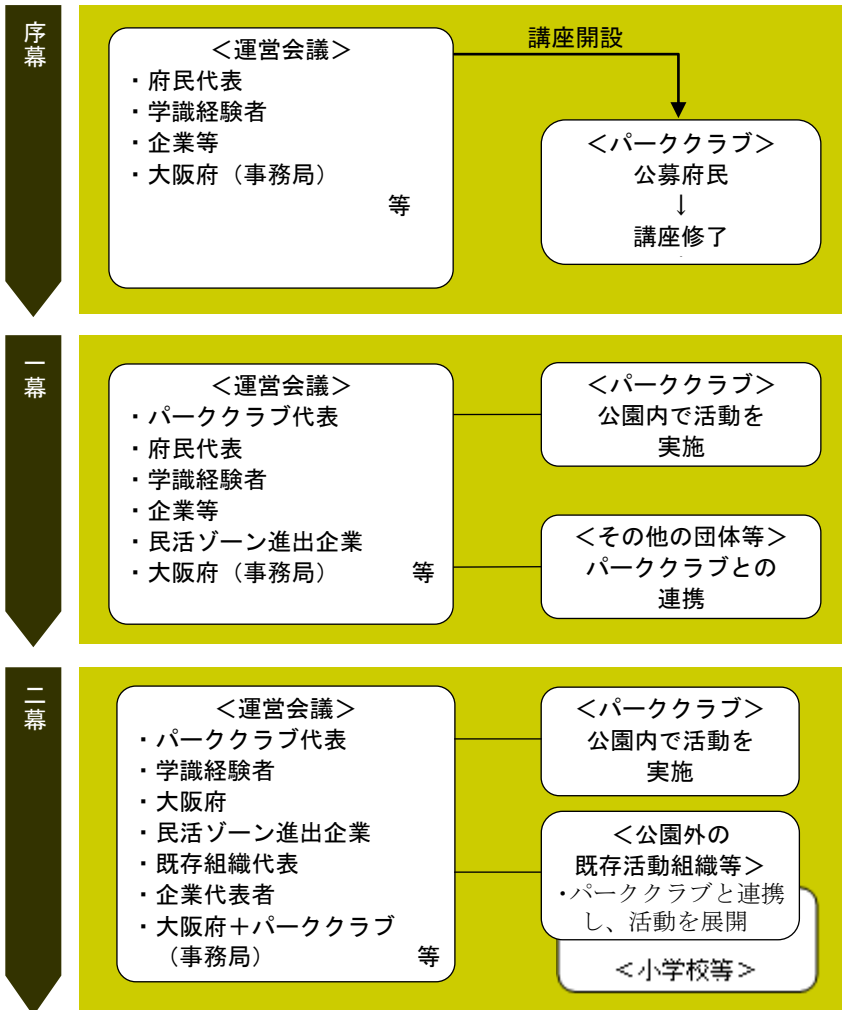 序幕
＜運営会議＞
・府民代表
・学識経験者
・企業等
・大阪府（事務局）
等
講座開設
＜パーククラブ＞
公募府民
↓
講座修了
一幕
＜運営会議＞
・パーククラブ代表
・府民代表
・学識経験者
・企業等
・民活ゾーン進出企業
・大阪府（事務局） 等
＜パーククラブ＞
公園内で活動を
実施
＜その他の団体等＞
パーククラブとの
連携
二幕
＜運営会議＞
・パーククラブ代表
・学識経験者
・大阪府
・民活ゾーン進出企業
・既存組織代表
・企業代表者
・大阪府＋パーククラブ
（事務局） 等
＜パーククラブ＞
公園内で活動を
実施
＜公園外の
既存活動組織等＞
・パーククラブと連携
し、活動を展開
＜小学校等＞